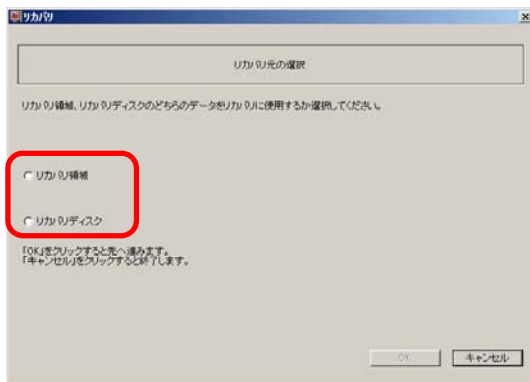 リカバリ
リカバリ元の選択
リカバリ領域、リカバリディスクのどちらのデータをリカバリに使用するか選択してください。
リカバリ領域
リカバリディスク
「OK」をクリックすると先へ進みます。
「キャンセル」をクリックすると終了します。
OK
キャンセル